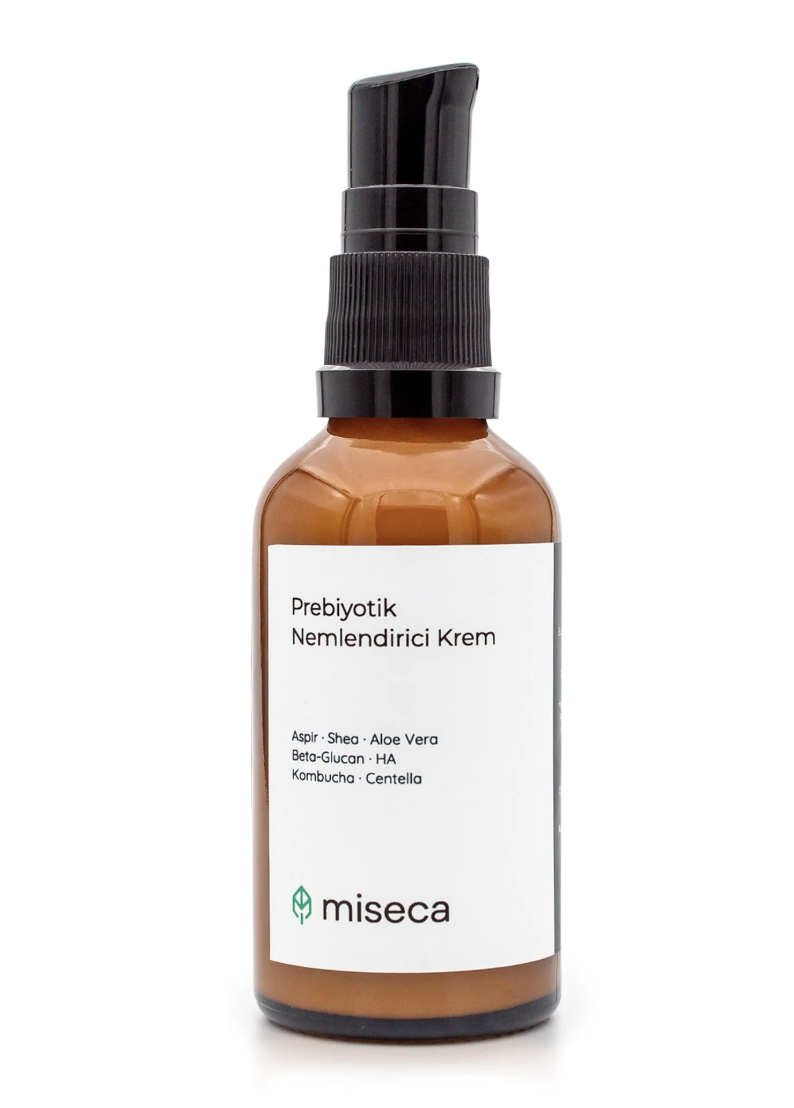 Prebiyotik
Nemlendirici Krem
Aspir · Shea · Aloe Vera
Beta-Glucan · HA
Kombucha · Centella
miseca